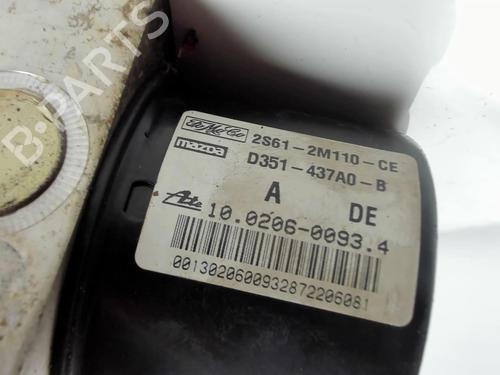 FoMoCo 2S61-2M110-CE
mazda D351-437A0-B
A DE
Ate 10.0206-0093.4
0013020600932872206081
B-PARTS